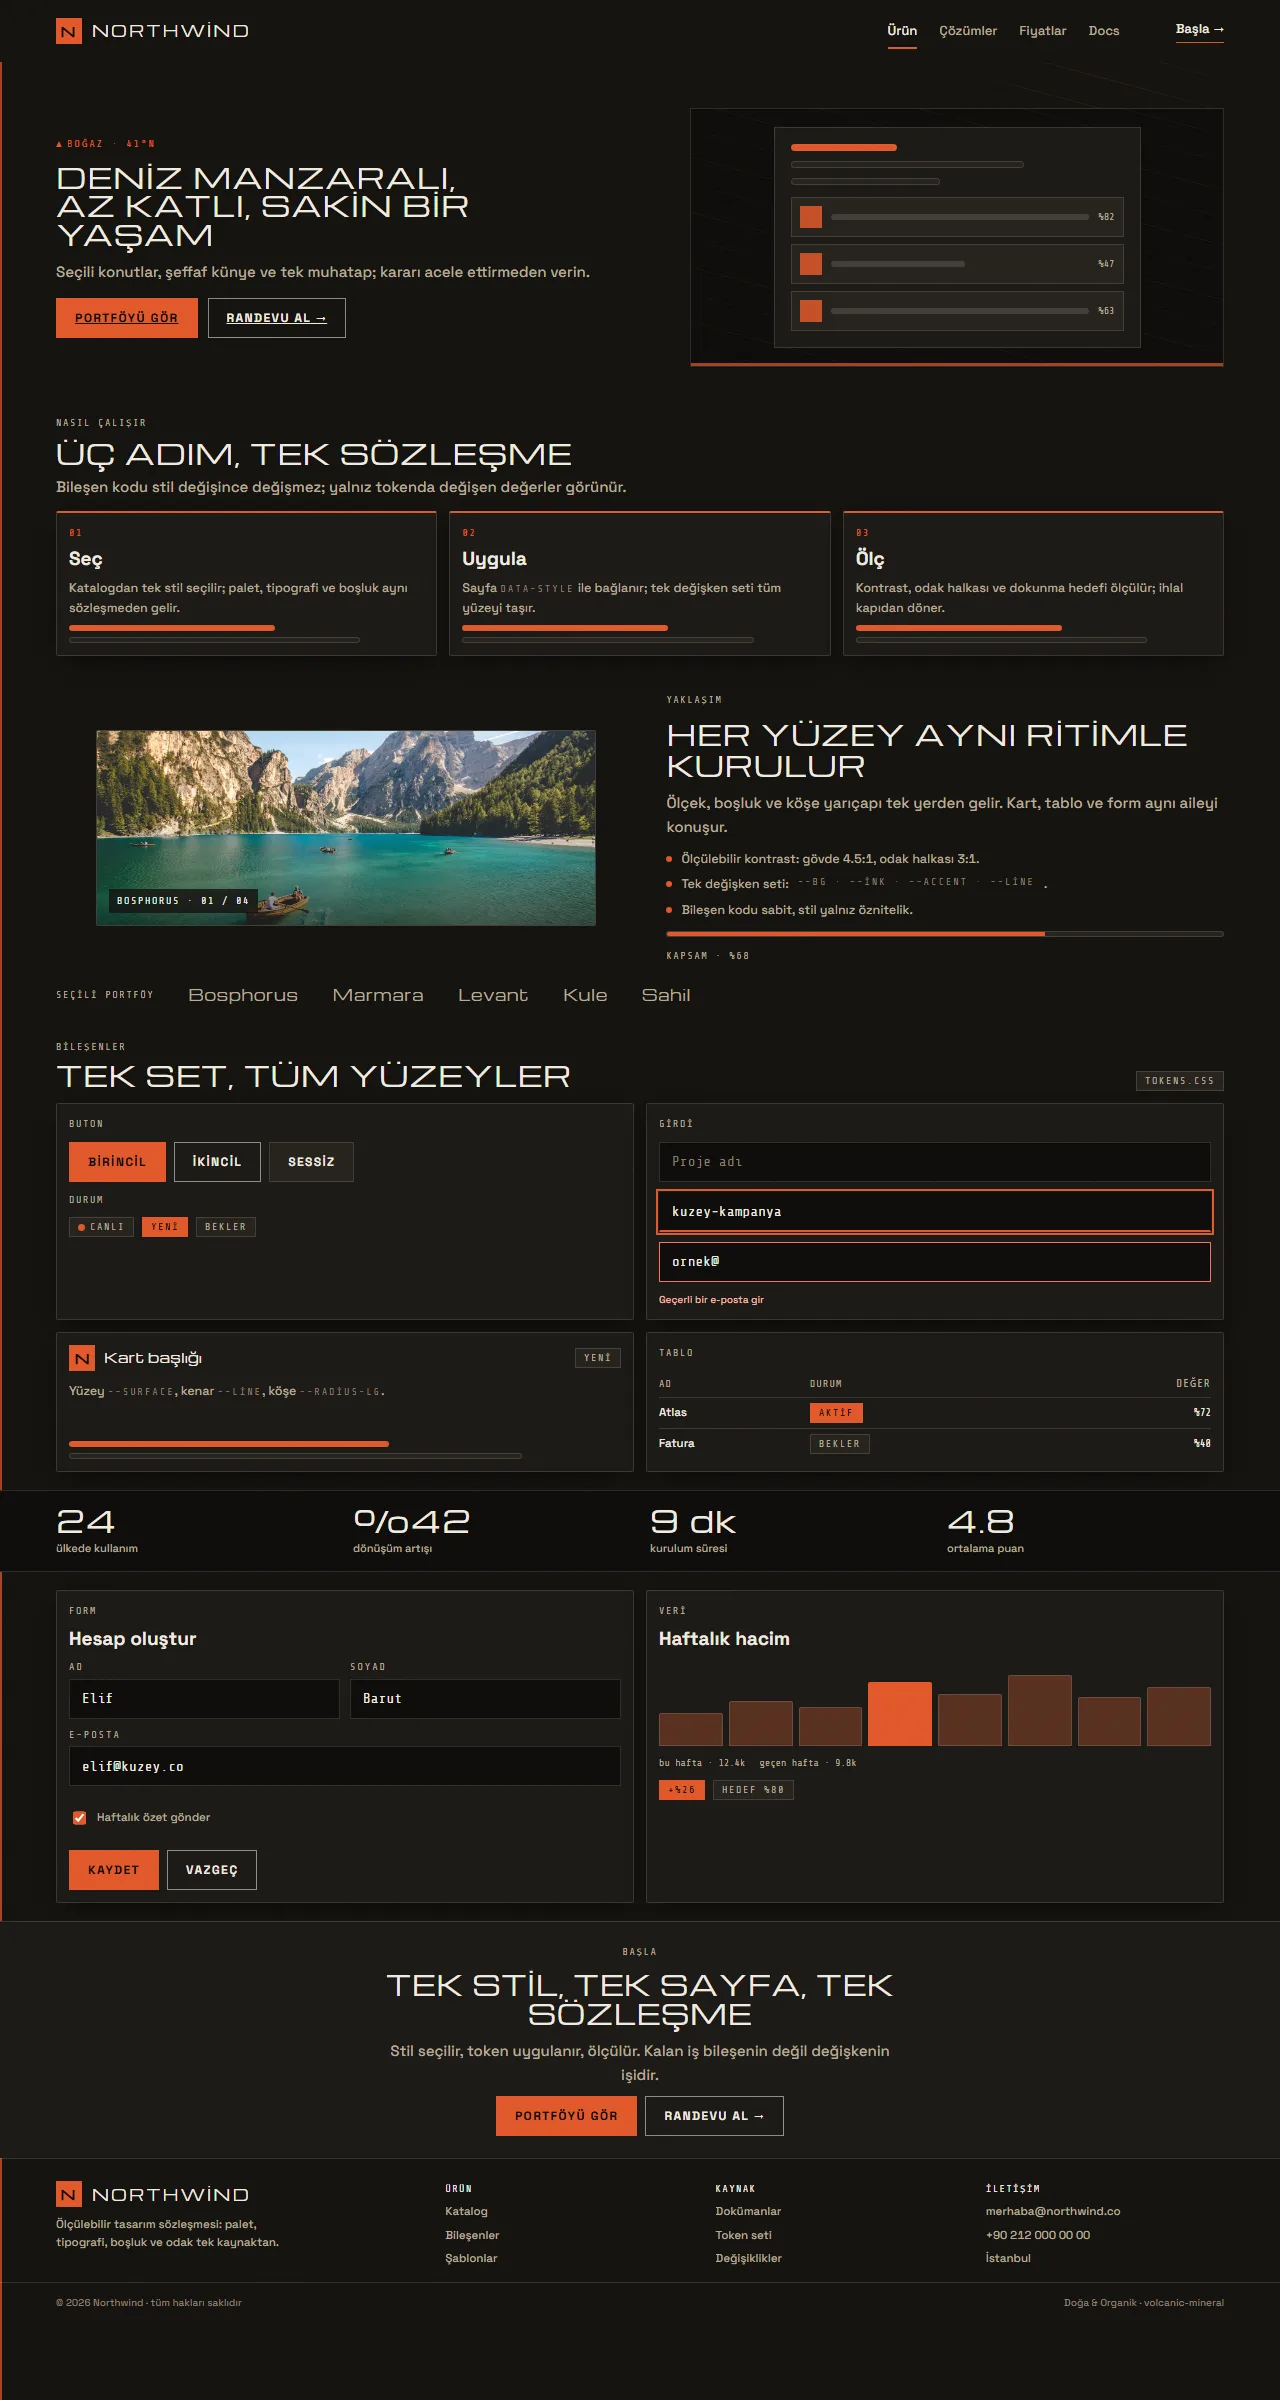 N NORTHWİND
Ürün Çözümler Fiyatlar Docs Başla →
▲ BOĞAZ · 41°N
DENİZ MANZARALI,
AZ KATLI, SAKİN BİR
YAŞAM
Seçili konutlar, şeffaf künye ve tek muhatap; kararı acele ettirmeden verin.
PORTFÖYÜ GÖR RANDEVU AL →
%82
%47
%63
NASIL ÇALIŞIR
ÜÇ ADIM, TEK SÖZLEŞME
Bileşen kodu stil değişince değişmez; yalnız tokenda değişen değerler görünür.
01
Seç
Katalogdan tek stil seçilir; palet, tipografi ve boşluk aynı
sözleşmeden gelir.
02
Uygula
Sayfa DATA-STYLE ile bağlanır; tek değişken seti tüm
yüzeyi taşır.
03
Ölç
Kontrast, odak halkası ve dokunma hedefi ölçülür; ihlal
kapıdan döner.
BOSPHORUS · 01 / 04
YAKLAŞIM
HER YÜZEY AYNI RİTİMLE
KURULUR
Ölçek, boşluk ve köşe yarıçapı tek yerden gelir. Kart, tablo ve form aynı aileyi
konuşur.
Ölçülebilir kontrast: gövde 4.5:1, odak halkası 3:1.
Tek değişken seti: --BG · --İNK · --ACCENT · --LİNE .
Bileşen kodu sabit, stil yalnız öznitelik.
KAPSAM · %68
SEÇİLİ PORTFÖY Bosphorus Marmara Levant Kule Sahil
BİLEŞENLER
TEK SET, TÜM YÜZEYLER
TOKENS.CSS
BUTON
BİRİNCİL İKİNCİL SESSİZ
DURUM
CANLI YENİ BEKLER
GİRDİ
Proje adı
kuzey-kampanya
ornek@
Geçerli bir e-posta gir
N Kart başlığı YENİ
Yüzey --SURFACE, kenar --LİNE, köşe --RADİUS-LG.
TABLO
AD DURUM DEĞER
Atlas AKTİF %72
Fatura BEKLER %40
24
ülkede kullanım
%42
dönüşüm artışı
9 dk
kurulum süresi
4.8
ortalama puan
FORM
Hesap oluştur
AD SOYAD
Elif Barut
E-POSTA
elif@kuzey.co
Haftalık özet gönder
KAYDET VAZGEÇ
VERİ
Haftalık hacim
bu hafta · 12.4k geçen hafta · 9.8k
+%26 HEDEF %80
BAŞLA
TEK STİL, TEK SAYFA, TEK
SÖZLEŞME
Stil seçilir, token uygulanır, ölçülür. Kalan iş bileşenin değil değişkenin
işidir.
PORTFÖYÜ GÖR RANDEVU AL →
N NORTHWİND
Ölçülebilir tasarım sözleşmesi: palet,
tipografi, boşluk ve odak tek kaynaktan.
ÜRÜN
Katalog
Bileşenler
Şablonlar
KAYNAK
Dokümanlar
Token seti
Değişiklikler
İLETİŞİM
merhaba@northwind.co
+90 212 000 00 00
İstanbul
© 2026 Northwind · tüm hakları saklıdır
Doğa & Organik · volcanic-mineral